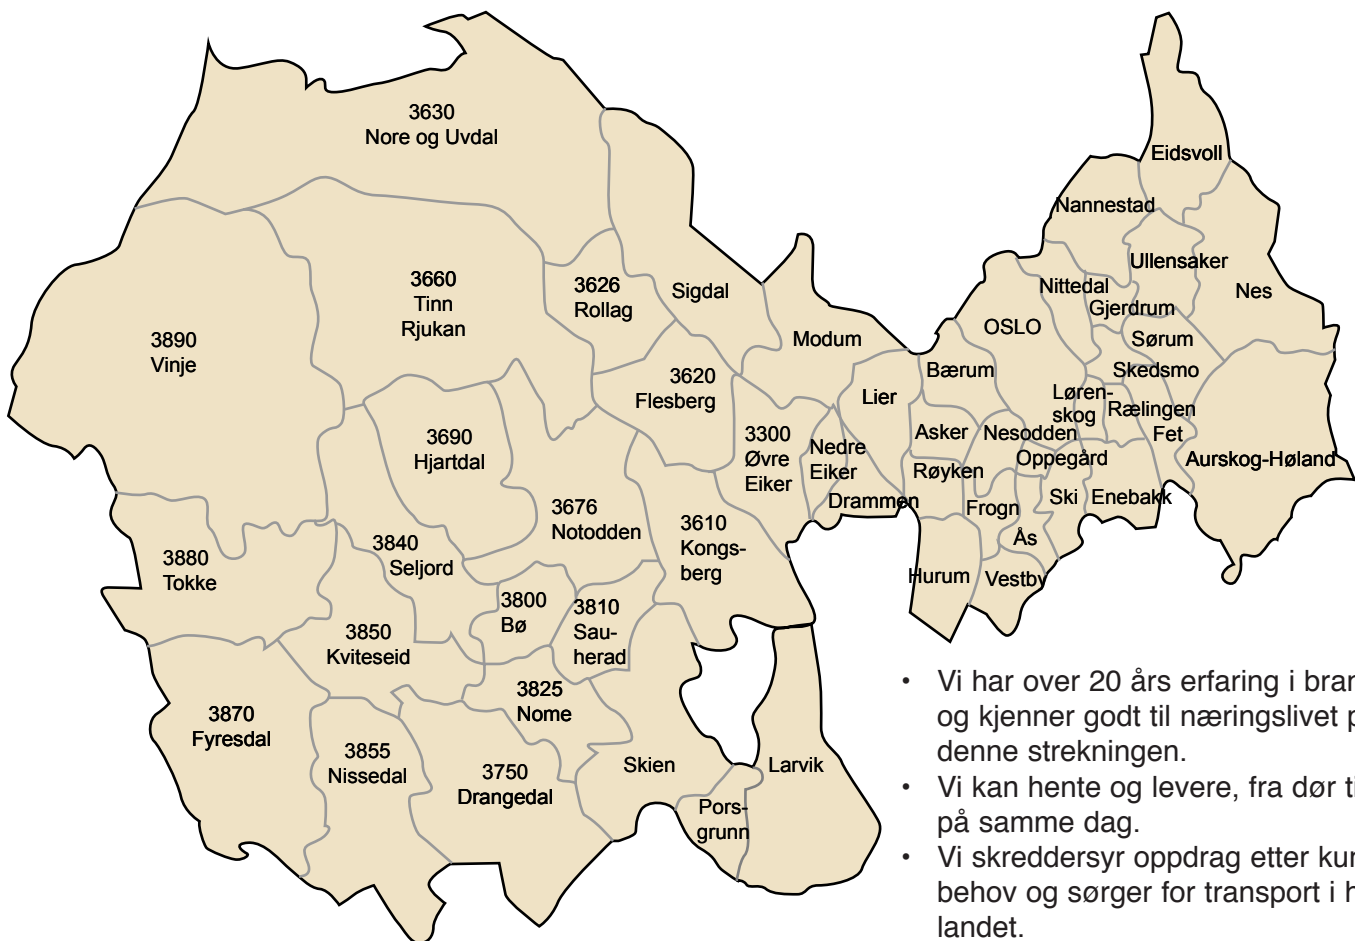 3630
Nore og Uvdal
Eidsvoll
Nannestad
Ullensaker
3660
Tinn
Rjukan
3626
Rollag
Sigdal
Nittedal
Gjerdrum
Nes
3890
Vinje
Modum
OSLO
Sørum
3620
Flesberg
Bærum
Skedsmo
Lier
Løren-
skog
Rælingen
3690
Hjartdal
3300
Øvre
Eiker
Nedre
Eiker
Asker
Nesodden
Fet
Røyken
Oppegård
Aurskog-Høland
Drammen
Frogn
Ski
Enebakk
3676
Notodden
3610
Kongs-
berg
Ås
3880
Tokke
3840
Seljord
Hurum
Vestby
3800
Bø
3810
Sau-
herad
3850
Kviteseid
3825
Nome
3870
Fyresdal
3855
Nissedal
3750
Drangedal
Skien
Larvik
Pors-
grunn
• Vi har over 20 års erfaring i bran
og kjenner godt til næringslivet p
denne strekningen.
• Vi kan hente og levere, fra dør ti
på samme dag.
• Vi skreddersyr oppdrag etter kun
behov og sørger for transport i h
landet.